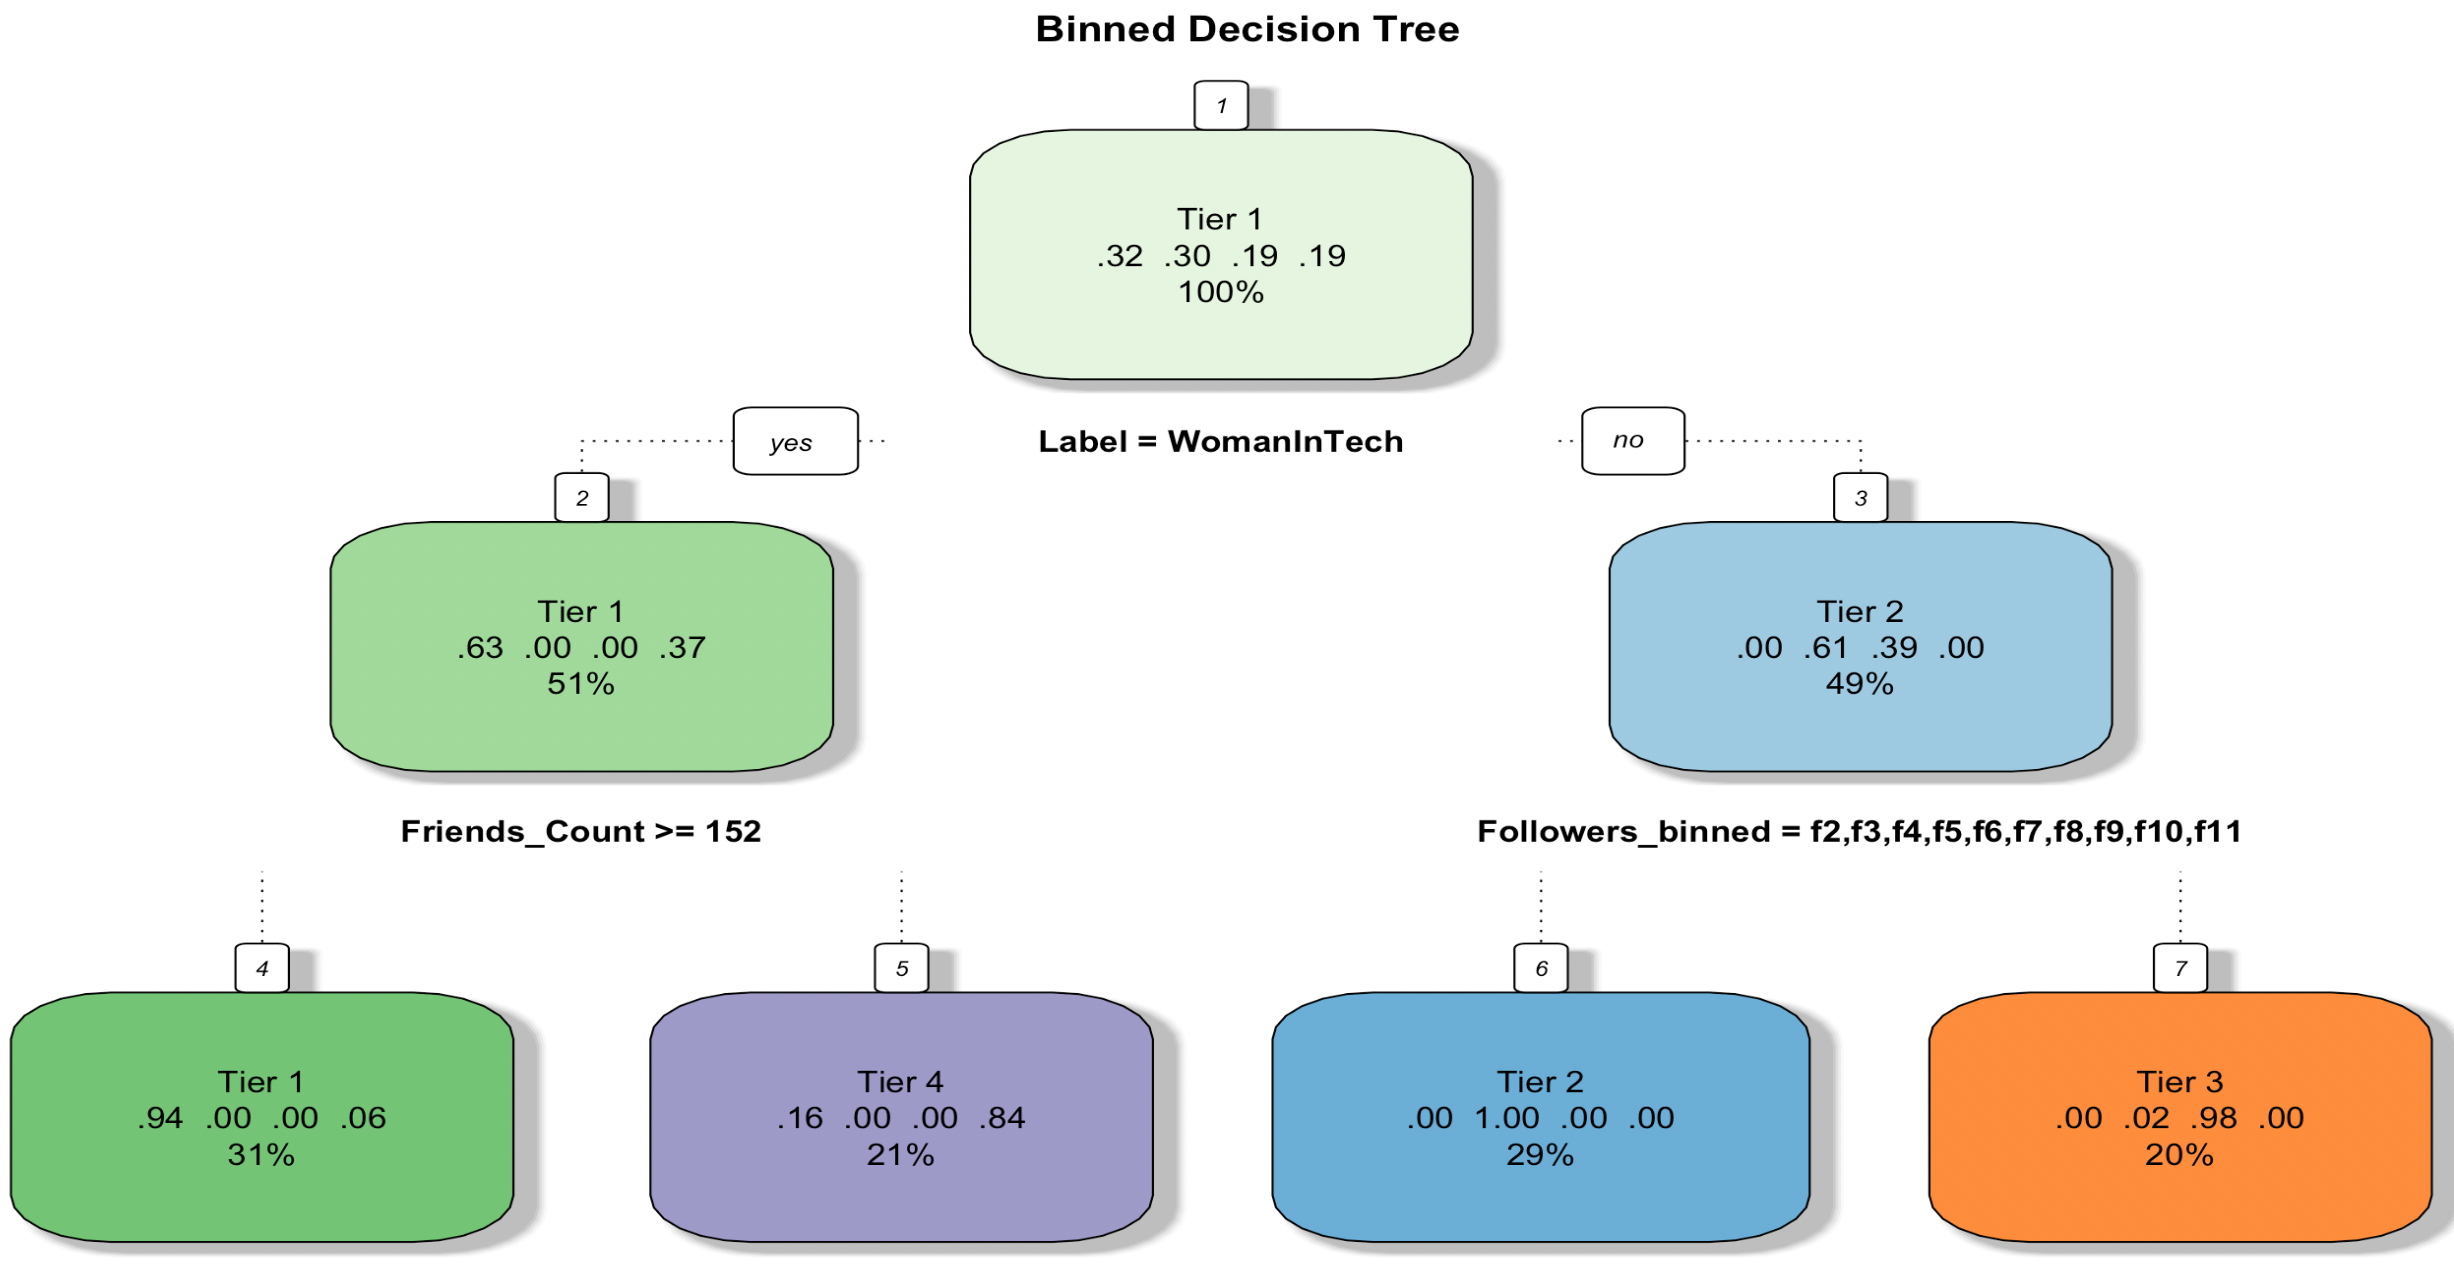 Binned Decision Tree
1
Tier 1
.32 .30 .19 .19
100%
yes
Label = WomanInTech
no
2
3
Tier 1
.63 .00 .00 .37
51%
Tier 2
.00 .61 .39 .00
49%
Friends_Count >= 152
Followers_binned = f2,f3,f4,f5,f6,f7,f8,f9,f10,f11
4
5
6
7
Tier 1
.94 .00 .00 .06
31%
Tier 4
.16 .00 .00 .84
21%
Tier 2
.00 1.00 .00 .00
29%
Tier 3
.00 .02 .98 .00
20%